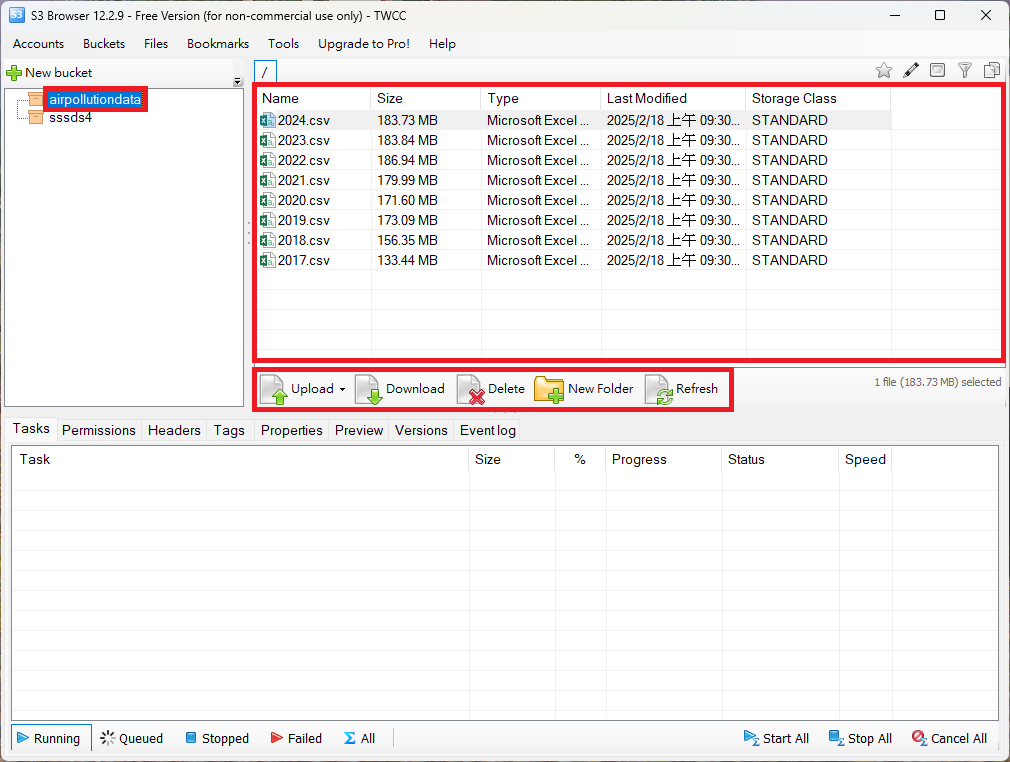 S3 Browser 12.2.9 - Free Version (for non-commercial use only) - TWCC
Accounts Buckets Files Bookmarks Tools Upgrade to Pro! Help
New bucket
/
airpollutiondata
sssds4
Name Size Type Last Modified Storage Class
2024.csv 183.73 MB Microsoft Excel ... 2025/2/18 上午 09:30... STANDARD
2023.csv 183.84 MB Microsoft Excel ... 2025/2/18 上午 09:30... STANDARD
2022.csv 186.94 MB Microsoft Excel ... 2025/2/18 上午 09:30... STANDARD
2021.csv 179.99 MB Microsoft Excel ... 2025/2/18 上午 09:30... STANDARD
2020.csv 171.60 MB Microsoft Excel ... 2025/2/18 上午 09:30... STANDARD
2019.csv 173.09 MB Microsoft Excel ... 2025/2/18 上午 09:30... STANDARD
2018.csv 156.35 MB Microsoft Excel ... 2025/2/18 上午 09:30... STANDARD
2017.csv 133.44 MB Microsoft Excel ... 2025/2/18 上午 09:30... STANDARD
Upload Download Delete New Folder Refresh
1 file (183.73 MB) selected
Tasks Permissions Headers Tags Properties Preview Versions Event log
Task Size % Progress Status Speed
Running Queued Stopped Failed All Start All Stop All Cancel All